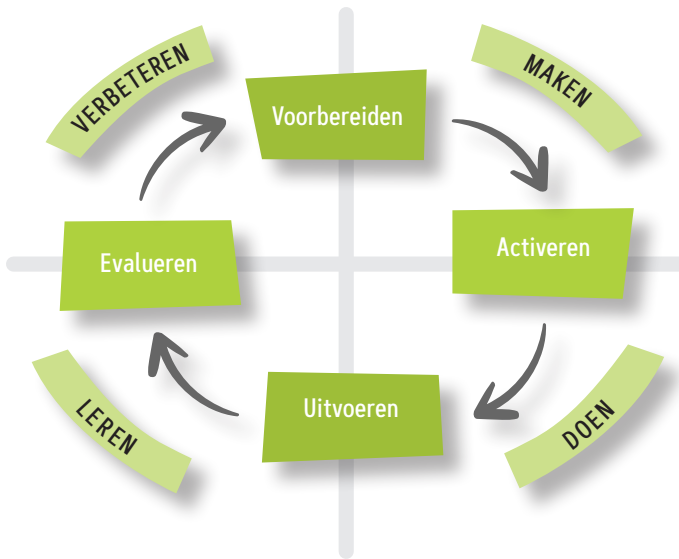 VERBETEREN
MAKEN
Voorbereiden
Evalueren
Activeren
Uitvoeren
LEREN
DOEN